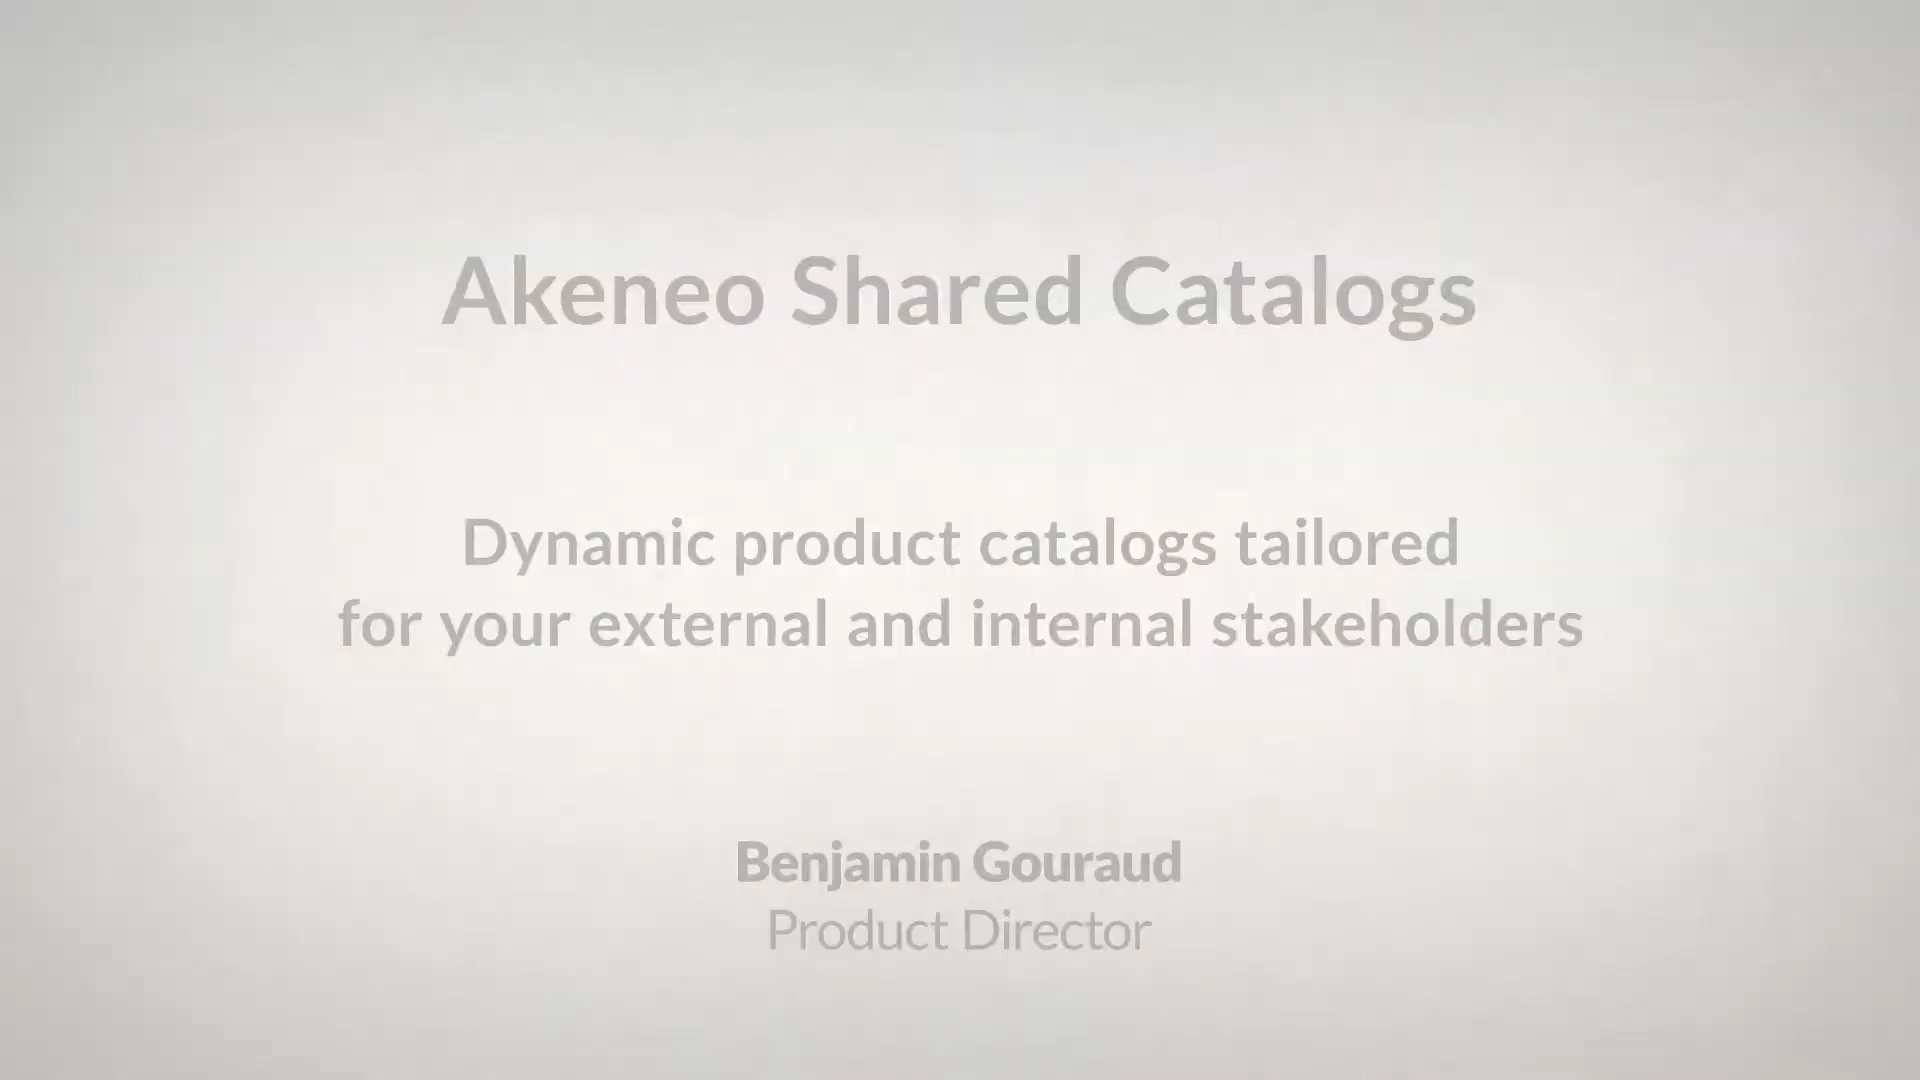 Akeneo Shared Catalogs
Dynamic product catalogs tailored
for your external and internal stakeholders
Benjamin Gouraud
Product Director